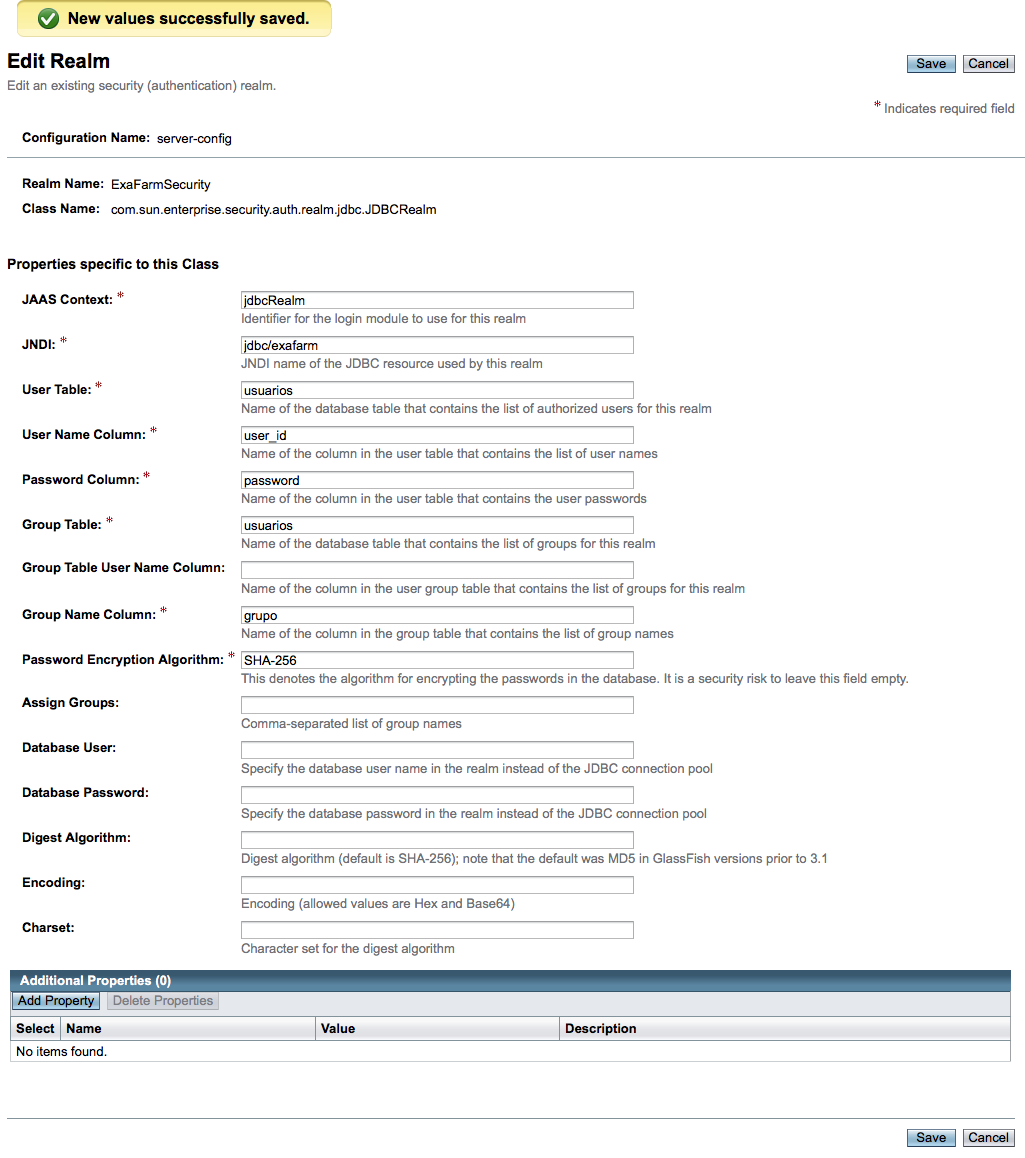 New values successfully saved.
Edit Realm
Save Cancel
Edit an existing security (authentication) realm.
* Indicates required field
Configuration Name: server-config
Realm Name: ExaFarmSecurity
Class Name: com.sun.enterprise.security.auth.realm.jdbc.JDBCRealm
Properties specific to this Class
JAAS Context: * jdbcRealm
Identifier for the login module to use for this realm
JNDI: * jdbc/exafarm
JNDI name of the JDBC resource used by this realm
User Table: * usuarios
Name of the database table that contains the list of authorized users for this realm
User Name Column: * user_id
Name of the column in the user table that contains the list of user names
Password Column: * password
Name of the column in the user table that contains the user passwords
Group Table: * usuarios
Name of the database table that contains the list of groups for this realm
Group Table User Name Column:
Name of the column in the user group table that contains the list of groups for this realm
Group Name Column: * grupo
Name of the column in the group table that contains the list of group names
Password Encryption Algorithm: * SHA-256
This denotes the algorithm for encrypting the passwords in the database. It is a security risk to leave this field empty.
Assign Groups:
Comma-separated list of group names
Database User:
Specify the database user name in the realm instead of the JDBC connection pool
Database Password:
Specify the database password in the realm instead of the JDBC connection pool
Digest Algorithm:
Digest algorithm (default is SHA-256); note that the default was MD5 in GlassFish versions prior to 3.1
Encoding:
Encoding (allowed values are Hex and Base64)
Charset:
Character set for the digest algorithm
Additional Properties (0)
Add Property Delete Properties
Select Name Value Description
No items found.
Save Cancel